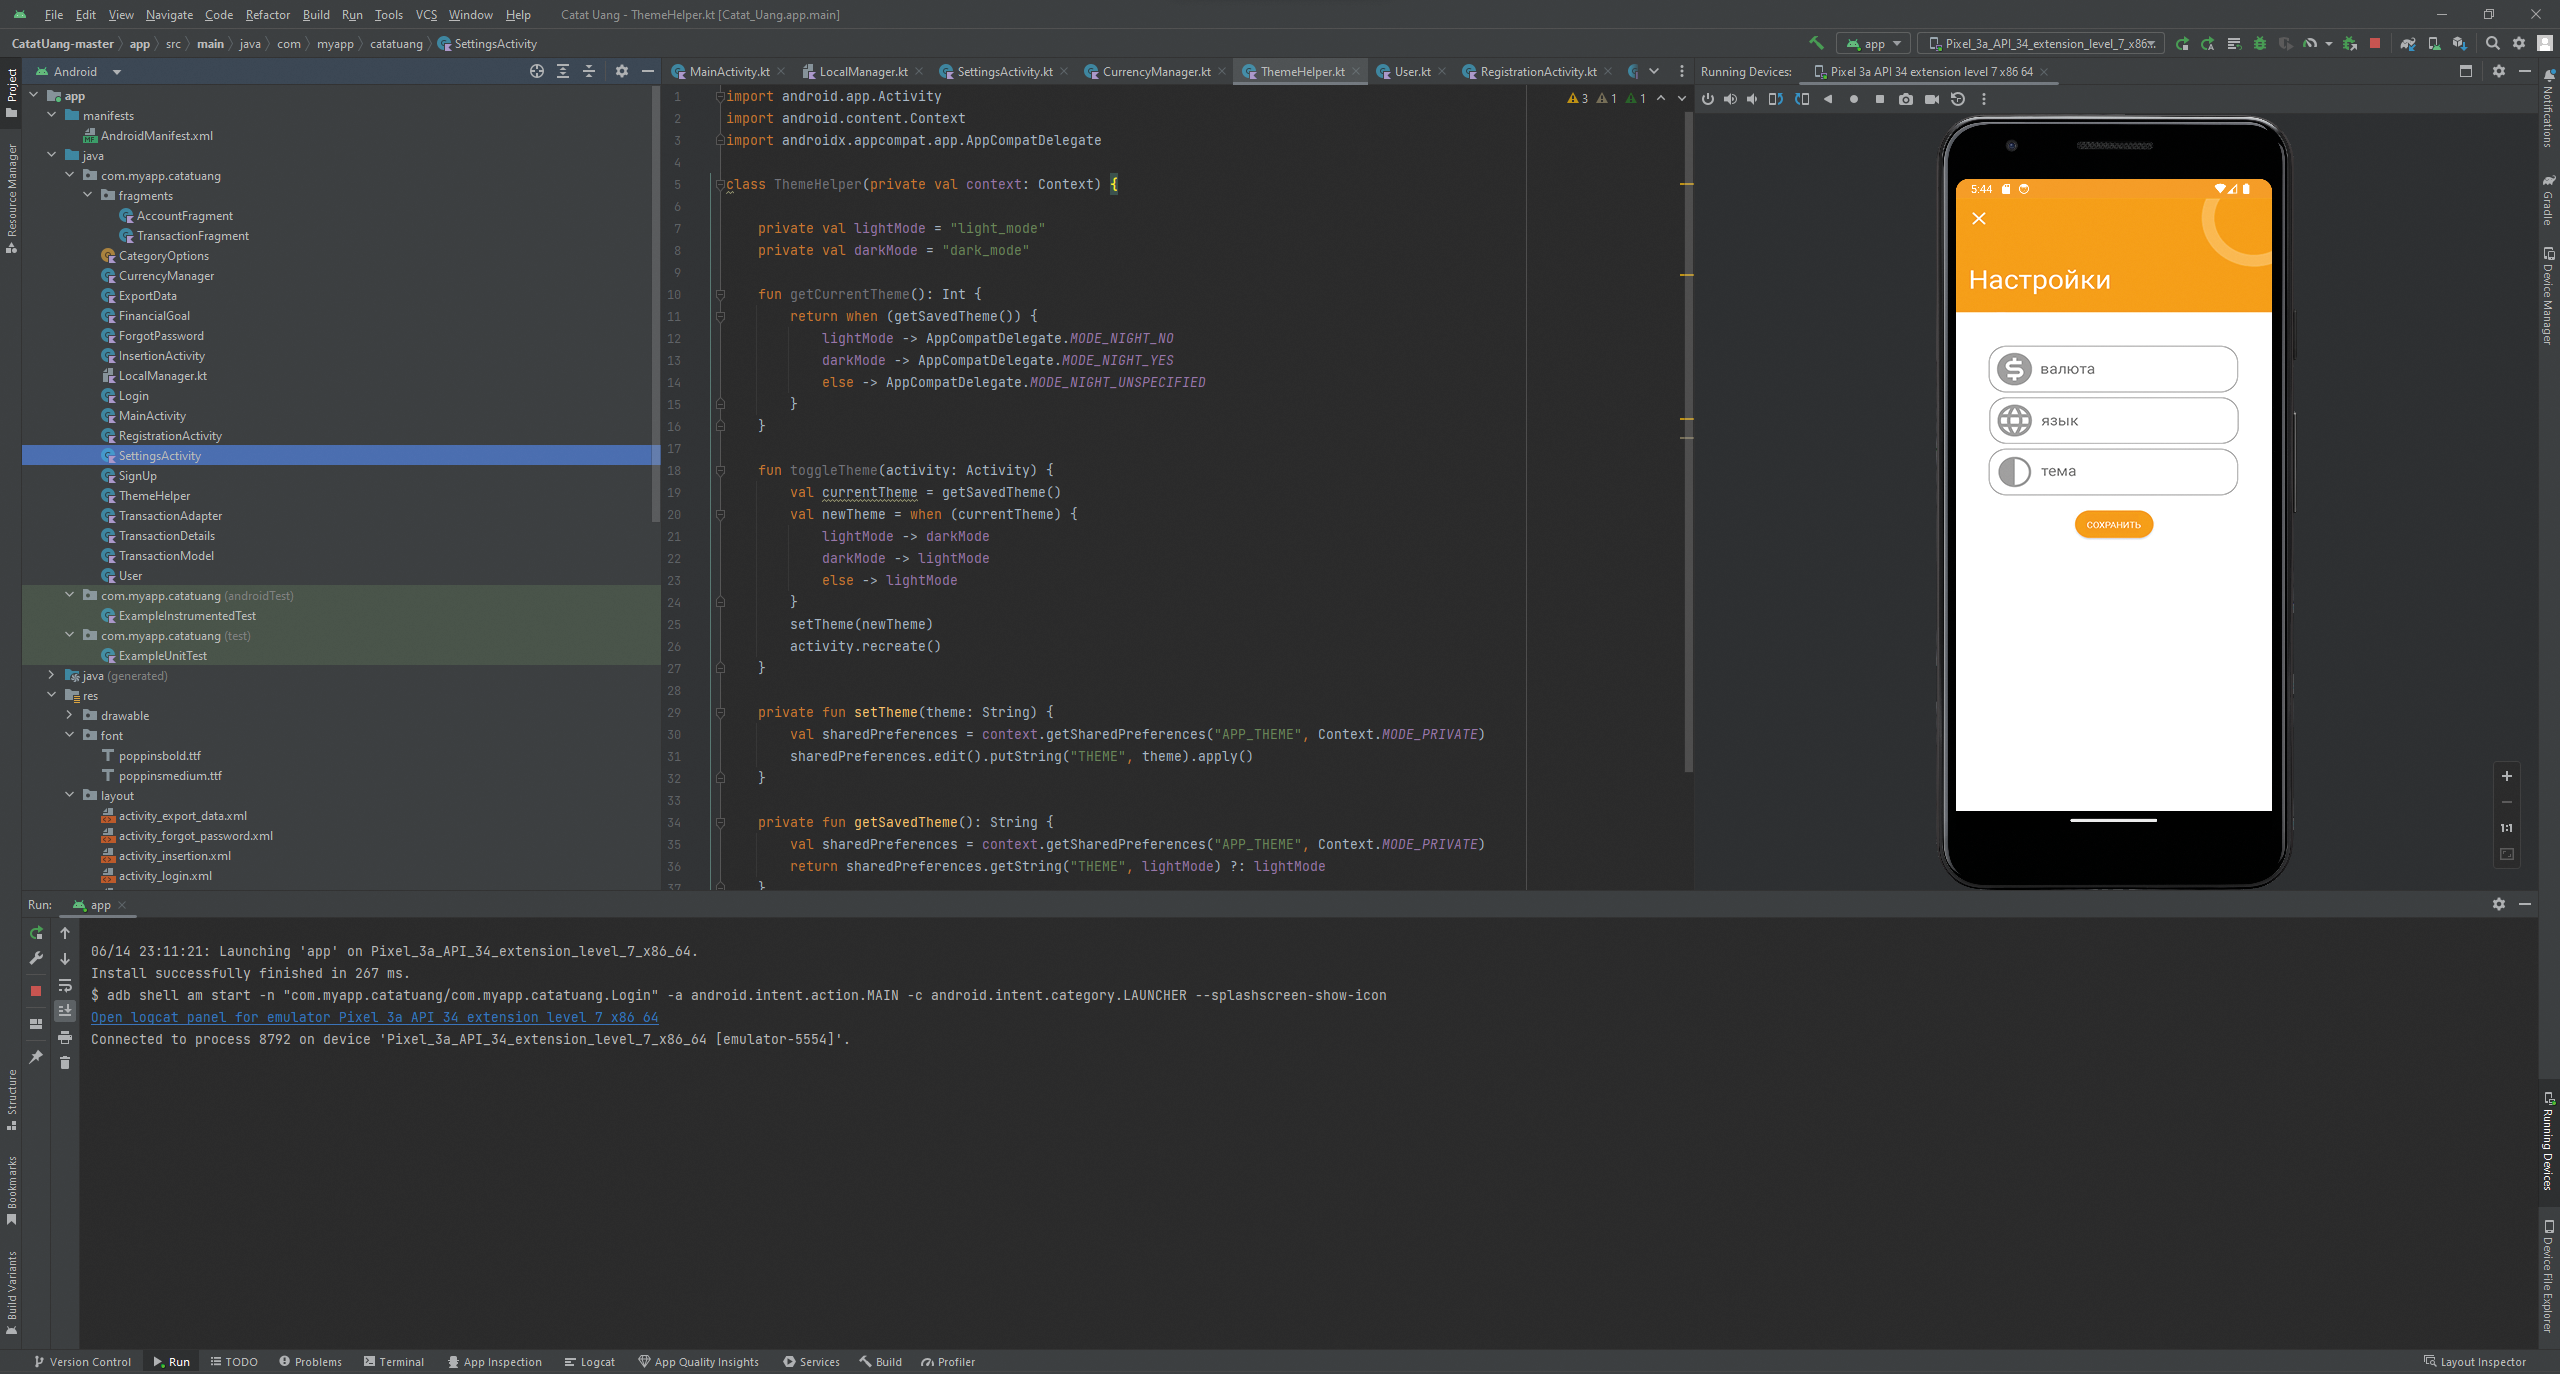 File Edit View Navigate Code Refactor Build Run Tools VCS Window Help Catat Uang - ThemeHelper.kt [Catat_Uang.app.main]
CatatUang-master app src main java com myapp catatuang SettingsActivity app Pixel_3a_API_34_extension_level_7_x86
Android
MainActivity.kt LocalManager.kt SettingsActivity.kt CurrencyManager.kt ThemeHelper.kt User.kt RegistrationActivity.kt
Running Devices: Pixel 3a API 34 extension level 7 x86 64
Project
Resource Manager
Structure
Bookmarks
Build Variants
app
manifests
AndroidManifest.xml
java
com.myapp.catatuang
fragments
AccountFragment
TransactionFragment
CategoryOptions
CurrencyManager
ExportData
FinancialGoal
ForgotPassword
InsertionActivity
LocalManager.kt
Login
MainActivity
RegistrationActivity
SettingsActivity
SignUp
ThemeHelper
TransactionAdapter
TransactionDetails
TransactionModel
User
com.myapp.catatuang (androidTest)
ExampleInstrumentedTest
com.myapp.catatuang (test)
ExampleUnitTest
java (generated)
res
drawable
font
poppinsbold.ttf
poppinsmedium.ttf
layout
activity_export_data.xml
activity_forgot_password.xml
activity_insertion.xml
activity_login.xml
3 1 1
1 import android.app.Activity
2 import android.content.Context
3 import androidx.appcompat.app.AppCompatDelegate
4
5 class ThemeHelper(private val context: Context) {
6
7 private val lightMode = "light_mode"
8 private val darkMode = "dark_mode"
9
10 fun getCurrentTheme(): Int {
11 return when (getSavedTheme()) {
12 lightMode -> AppCompatDelegate.MODE_NIGHT_NO
13 darkMode -> AppCompatDelegate.MODE_NIGHT_YES
14 else -> AppCompatDelegate.MODE_NIGHT_UNSPECIFIED
15 }
16 }
17
18 fun toggleTheme(activity: Activity) {
19 val currentTheme = getSavedTheme()
20 val newTheme = when (currentTheme) {
21 lightMode -> darkMode
22 darkMode -> lightMode
23 else -> lightMode
24 }
25 setTheme(newTheme)
26 activity.recreate()
27 }
28
29 private fun setTheme(theme: String) {
30 val sharedPreferences = context.getSharedPreferences("APP_THEME", Context.MODE_PRIVATE)
31 sharedPreferences.edit().putString("THEME", theme).apply()
32 }
33
34 private fun getSavedTheme(): String {
35 val sharedPreferences = context.getSharedPreferences("APP_THEME", Context.MODE_PRIVATE)
36 return sharedPreferences.getString("THEME", lightMode) ?: lightMode
37 }
5:44
Настройки
валюта
язык
тема
СОХРАНИТЬ
1:1
Notifications
Gradle
Device Manager
Running Devices
Device File Explorer
Run: app
06/14 23:11:21: Launching 'app' on Pixel_3a_API_34_extension_level_7_x86_64.
Install successfully finished in 267 ms.
$ adb shell am start -n "com.myapp.catatuang/com.myapp.catatuang.Login" -a android.intent.action.MAIN -c android.intent.category.LAUNCHER --splashscreen-show-icon
Open logcat panel for emulator Pixel 3a API 34 extension level 7 x86 64
Connected to process 8792 on device 'Pixel_3a_API_34_extension_level_7_x86_64 [emulator-5554]'.
Version Control Run TODO Problems Terminal App Inspection Logcat App Quality Insights Services Build Profiler Layout Inspector